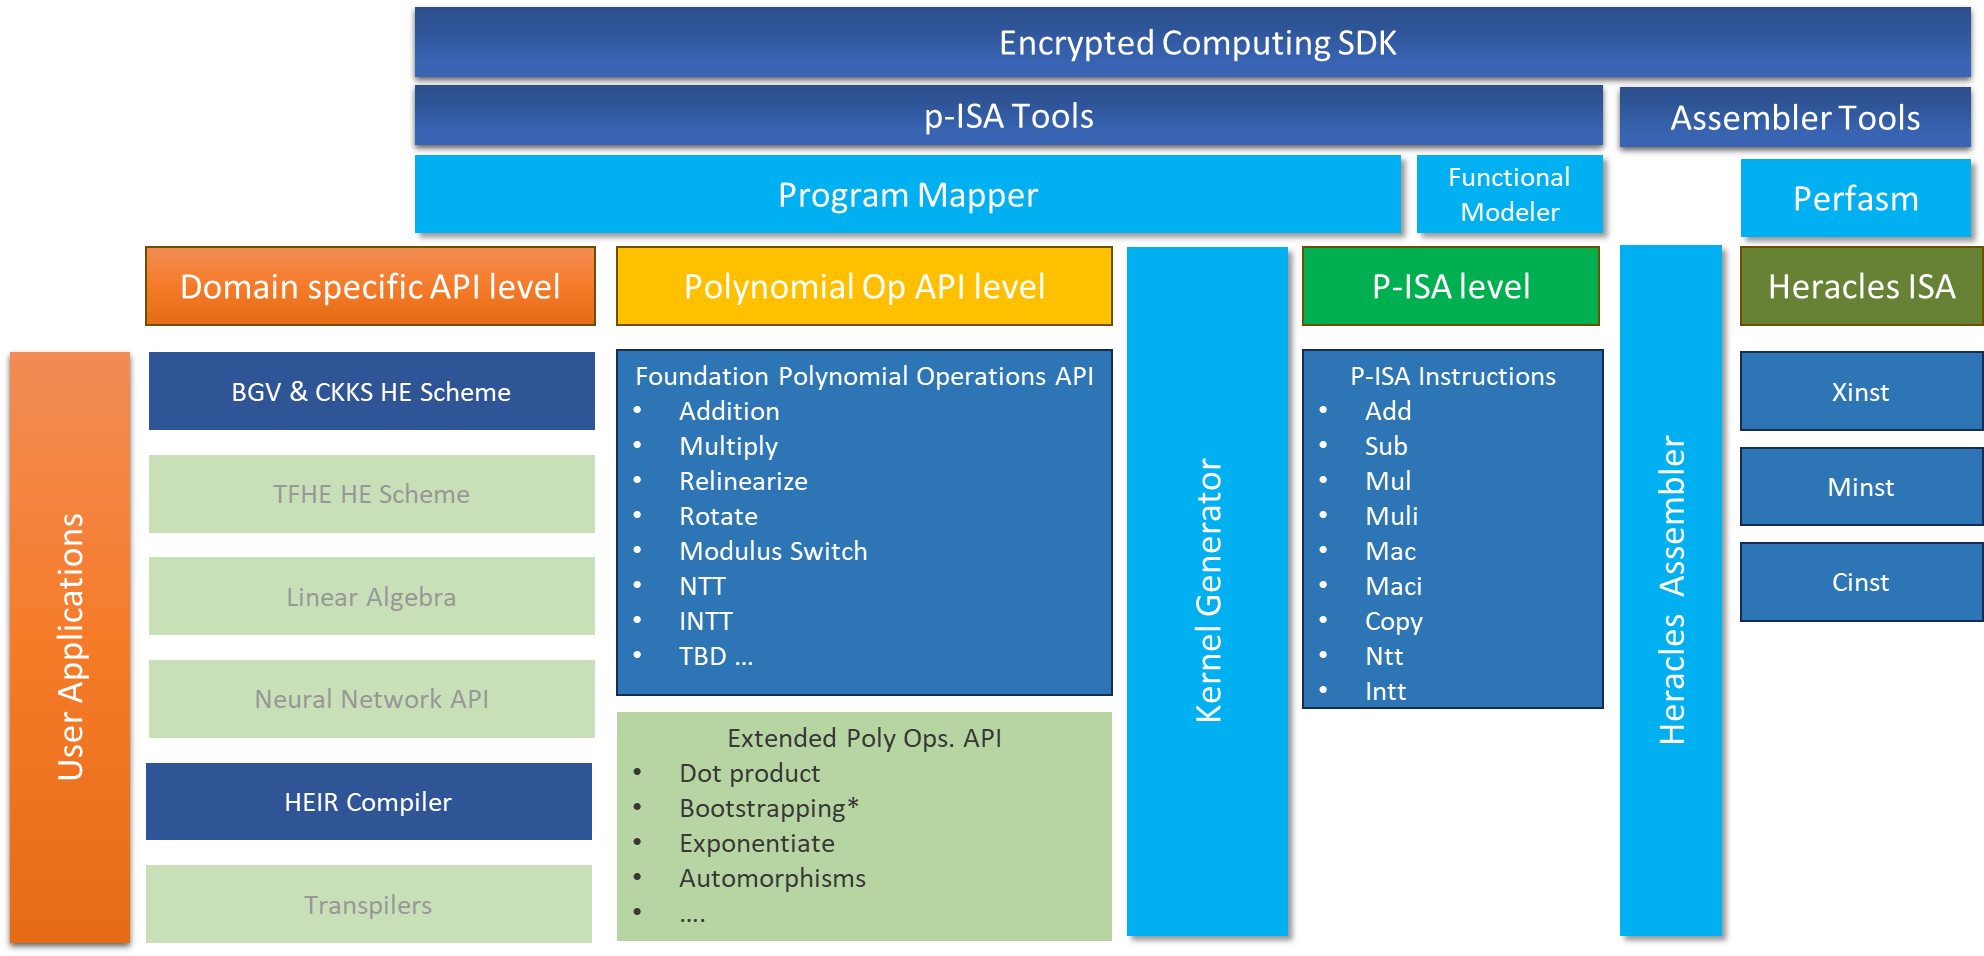 Encrypted Computing SDK
p-ISA Tools
Assembler Tools
Program Mapper
Functional
Modeler
Perfasm
Domain specific API level
Polynomial Op API level
P-ISA level
Heracles ISA
User Applications
BGV & CKKS HE Scheme
TFHE HE Scheme
Linear Algebra
Neural Network API
HEIR Compiler
Transpilers
Foundation Polynomial Operations API
• Addition
• Multiply
• Relinearize
• Rotate
• Modulus Switch
• NTT
• INTT
• TBD ...
Extended Poly Ops. API
• Dot product
• Bootstrapping*
• Exponentiate
• Automorphisms
• ....
Kernel Generator
P-ISA Instructions
• Add
• Sub
• Mul
• Muli
• Mac
• Maci
• Copy
• Ntt
• Intt
Heracles Assembler
Xinst
Minst
Cinst